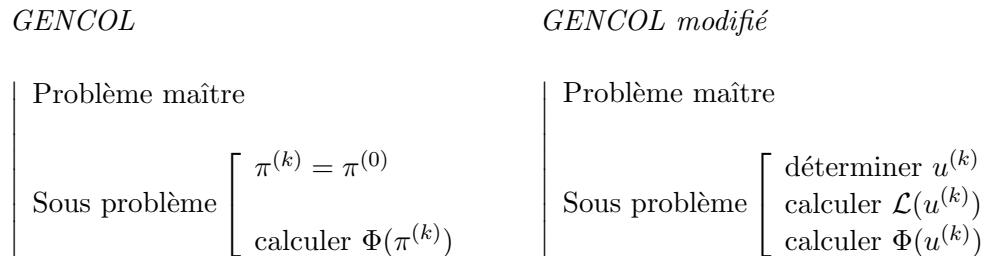 GENCOL
Problème maître
Sous problème
π^(k) = π^(0)
calculer Φ(π^(k))
GENCOL modifié
Problème maître
Sous problème
déterminer u^(k)
calculer ℒ(u^(k))
calculer Φ(u^(k))